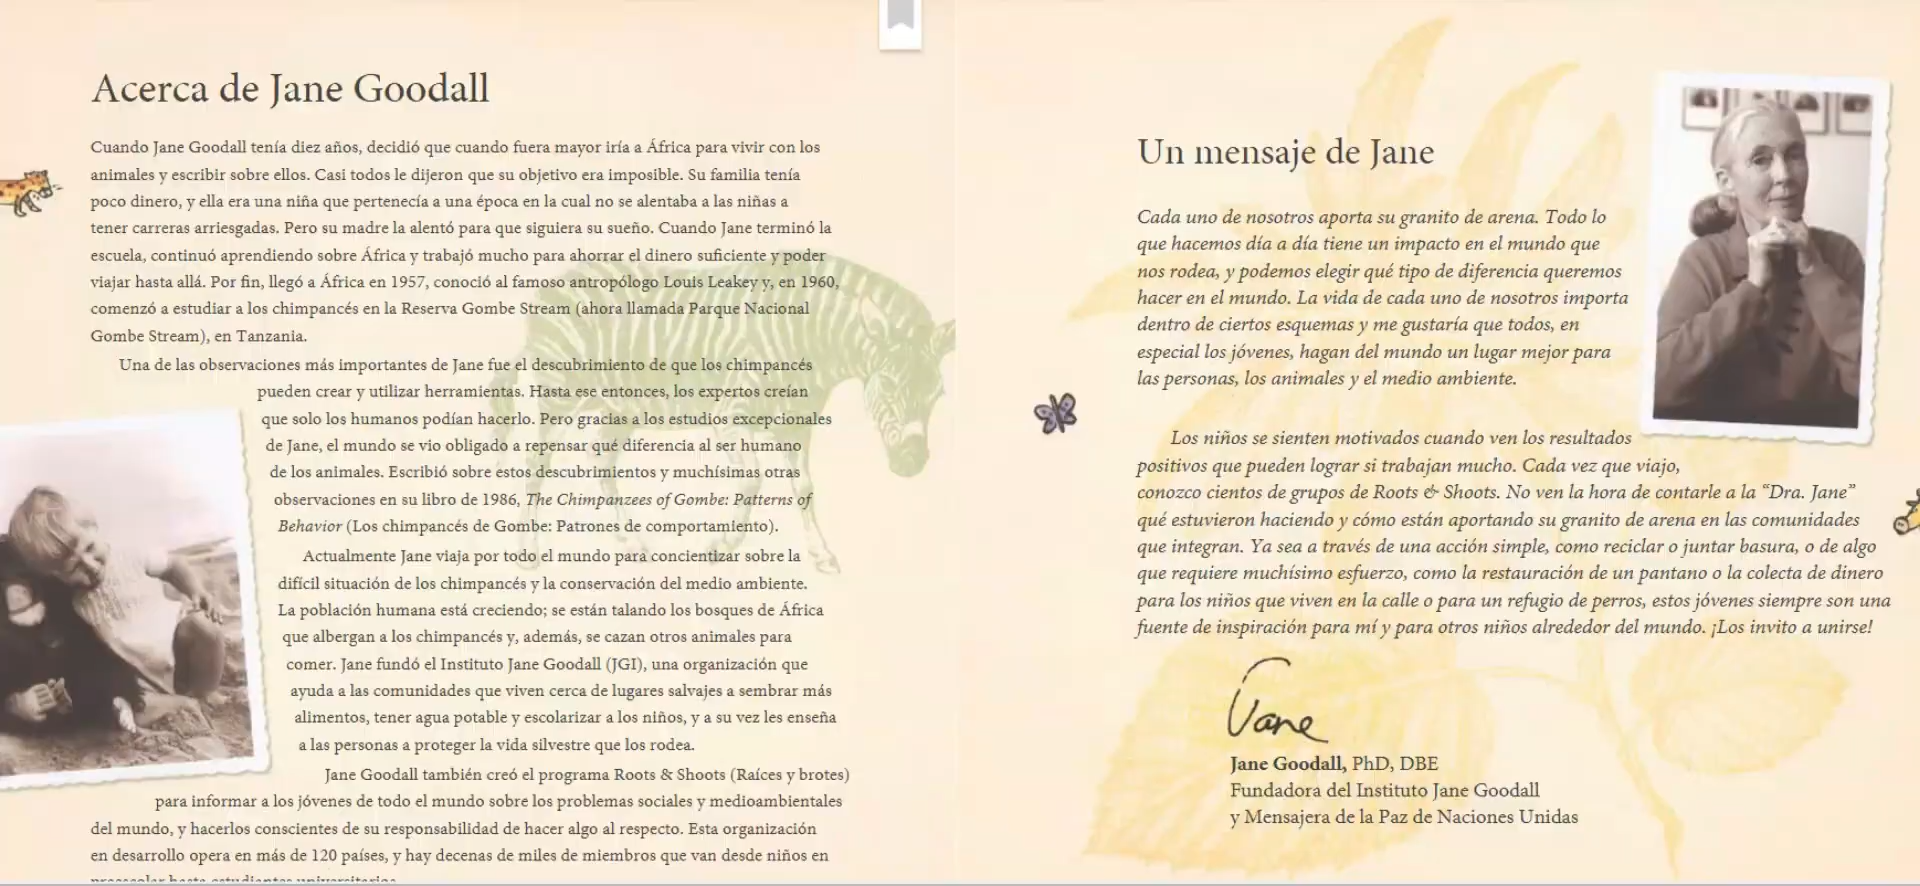 Acerca de Jane Goodall
Cuando Jane Goodall tenía diez años, decidió que cuando fuera mayor iría a África para vivir con los
animales y escribir sobre ellos. Casi todos le dijeron que su objetivo era imposible. Su familia tenía
poco dinero, y ella era una niña que pertenecía a una época en la cual no se alentaba a las niñas a
tener carreras arriesgadas. Pero su madre la alentó para que siguiera su sueño. Cuando Jane terminó la
escuela, continuó aprendiendo sobre África y trabajó mucho para ahorrar el dinero suficiente y poder
viajar hasta allá. Por fin, llegó a África en 1957, conoció al famoso antropólogo Louis Leakey y, en 1960,
comenzó a estudiar a los chimpancés en la Reserva Gombe Stream (ahora llamada Parque Nacional
Gombe Stream), en Tanzania.
Una de las observaciones más importantes de Jane fue el descubrimiento de que los chimpancés
pueden crear y utilizar herramientas. Hasta ese entonces, los expertos creían
que solo los humanos podían hacerlo. Pero gracias a los estudios excepcionales
de Jane, el mundo se vio obligado a repensar qué diferencia al ser humano
de los animales. Escribió sobre estos descubrimientos y muchísimas otras
observaciones en su libro de 1986, The Chimpanzees of Gombe: Patterns of
Behavior (Los chimpancés de Gombe: Patrones de comportamiento).
Actualmente Jane viaja por todo el mundo para concientizar sobre la
difícil situación de los chimpancés y la conservación del medio ambiente.
La población humana está creciendo; se están talando los bosques de África
que albergan a los chimpancés y, además, se cazan otros animales para
comer. Jane fundó el Instituto Jane Goodall (JGI), una organización que
ayuda a las comunidades que viven cerca de lugares salvajes a sembrar más
alimentos, tener agua potable y escolarizar a los niños, y a su vez les enseña
a las personas a proteger la vida silvestre que los rodea.
Jane Goodall también creó el programa Roots & Shoots (Raíces y brotes)
para informar a los jóvenes de todo el mundo sobre los problemas sociales y medioambientales
del mundo, y hacerlos conscientes de su responsabilidad de hacer algo al respecto. Esta organización
en desarrollo opera en más de 120 países, y hay decenas de miles de miembros que van desde niños en
Un mensaje de Jane
Cada uno de nosotros aporta su granito de arena. Todo lo
que hacemos día a día tiene un impacto en el mundo que
nos rodea, y podemos elegir qué tipo de diferencia queremos
hacer en el mundo. La vida de cada uno de nosotros importa
dentro de ciertos esquemas y me gustaría que todos, en
especial los jóvenes, hagan del mundo un lugar mejor para
las personas, los animales y el medio ambiente.
Los niños se sienten motivados cuando ven los resultados
positivos que pueden lograr si trabajan mucho. Cada vez que viajo,
conozco cientos de grupos de Roots & Shoots. No ven la hora de contarle a la “Dra. Jane”
qué estuvieron haciendo y cómo están aportando su granito de arena en las comunidades
que integran. Ya sea a través de una acción simple, como reciclar o juntar basura, o de algo
que requiere muchísimo esfuerzo, como la restauración de un pantano o la colecta de dinero
para los niños que viven en la calle o para un refugio de perros, estos jóvenes siempre son una
fuente de inspiración para mí y para otros niños alrededor del mundo. ¡Los invito a unirse!
Jane
Jane Goodall, PhD, DBE
Fundadora del Instituto Jane Goodall
y Mensajera de la Paz de Naciones Unidas